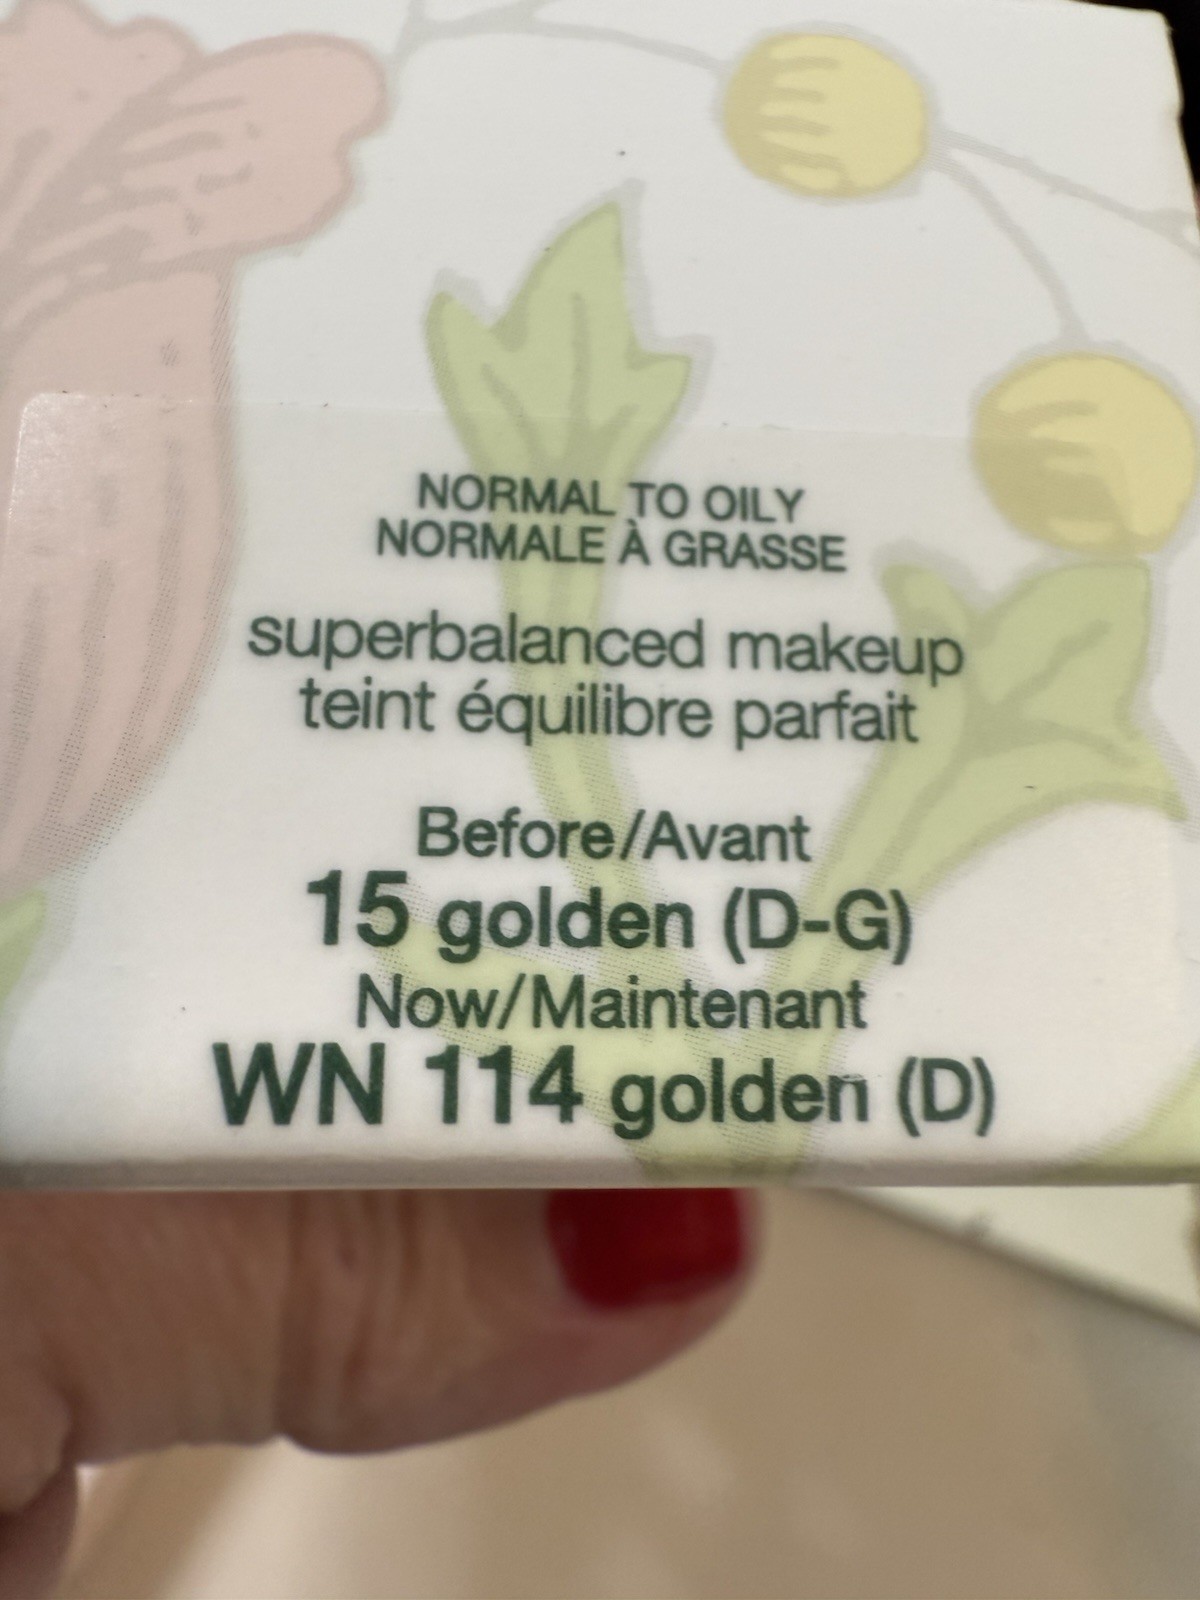 NORMAL TO OILY
NORMALE À GRASSE
superbalanced makeup
teint équilibre parfait
Before/Avant
15 golden (D-G)
Now/Maintenant
WN 114 golden (D)